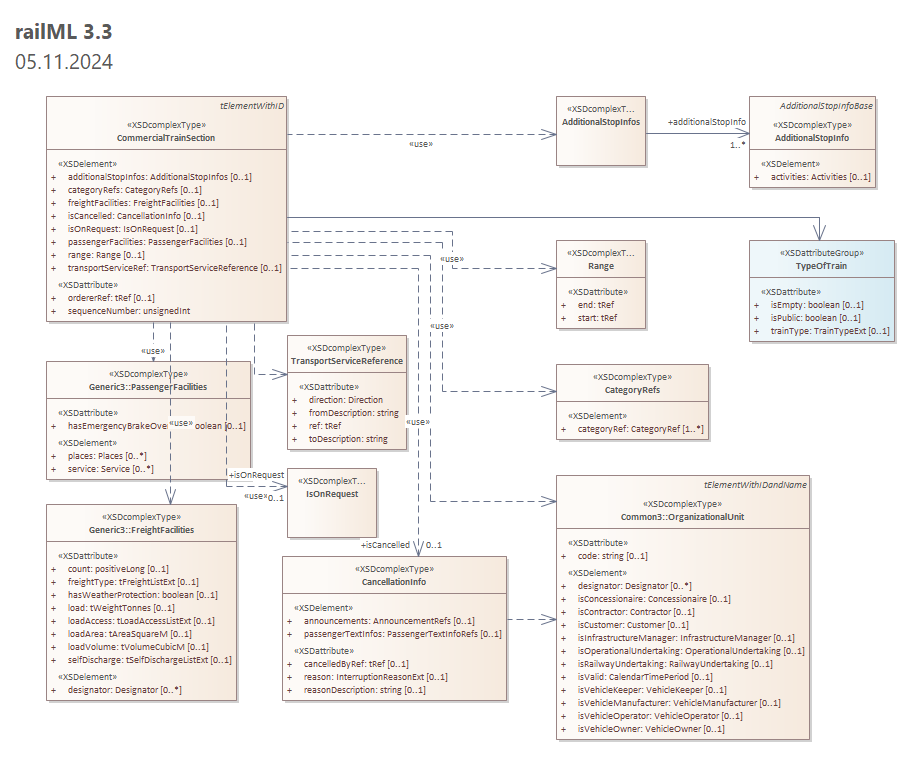 railML 3.3
05.11.2024
tElementWithID
«XSDcomplexType»
CommercialTrainSection
«XSDelement»
+ additionalStopInfos: AdditionalStopInfos [0..1]
+ categoryRefs: CategoryRefs [0..1]
+ freightFacilities: FreightFacilities [0..1]
+ isCancelled: CancellationInfo [0..1]
+ isOnRequest: IsOnRequest [0..1]
+ passengerFacilities: PassengerFacilities [0..1]
+ range: Range [0..1]
+ transportServiceRef: TransportServiceReference [0..1]
«XSDattribute»
+ ordererRef: tRef [0..1]
+ sequenceNumber: unsignedInt
«use»
«XSDcomplexT...
AdditionalStopInfos
+additionalStopInfo
1..*
AdditionalStopInfoBase
«XSDcomplexType»
AdditionalStopInfo
«XSDelement»
+ activities: Activities [0..1]
«use»
«XSDcomplexT...
Range
«XSDattribute»
+ end: tRef
+ start: tRef
«XSDattributeGroup»
TypeOfTrain
«XSDattribute»
+ isEmpty: boolean [0..1]
+ isPublic: boolean [0..1]
+ trainType: TrainTypeExt [0..1]
«use»
«use»
«XSDcomplexType»
Generic3::PassengerFacilities
«XSDattribute»
+ hasEmergencyBrakeOve
oolean [0..1]
«XSDelement»
+ places: Places [0..*]
+ service: Service [0..*]
«use»
«XSDcomplexType»
TransportServiceReference
«XSDattribute»
+ direction: Direction
+ fromDescription: string
+ ref: tRef
+ toDescription: string
«use»
«XSDcomplexType»
CategoryRefs
«XSDelement»
+ categoryRef: CategoryRef [1..*]
+isOnRequest
«use»
0..1
«XSDcomplexT...
IsOnRequest
«XSDcomplexType»
Generic3::FreightFacilities
«XSDattribute»
+ count: positiveLong [0..1]
+ freightType: tFreightListExt [0..1]
+ hasWeatherProtection: boolean [0..1]
+ load: tWeightTonnes [0..1]
+ loadAccess: tLoadAccessListExt [0..1]
+ loadArea: tAreaSquareM [0..1]
+ loadVolume: tVolumeCubicM [0..1]
+ selfDischarge: tSelfDischargeListExt [0..1]
«XSDelement»
+ designator: Designator [0..*]
+isCancelled
0..1
«XSDcomplexType»
CancellationInfo
«XSDelement»
+ announcements: AnnouncementRefs [0..1]
+ passengerTextInfos: PassengerTextInfoRefs [0..1]
«XSDattribute»
+ cancelledByRef: tRef [0..1]
+ reason: InterruptionReasonExt [0..1]
+ reasonDescription: string [0..1]
tElementWithIDandName
«XSDcomplexType»
Common3::OrganizationalUnit
«XSDattribute»
+ code: string [0..1]
«XSDelement»
+ designator: Designator [0..*]
+ isConcessionaire: Concessionaire [0..1]
+ isContractor: Contractor [0..1]
+ isCustomer: Customer [0..1]
+ isInfrastructureManager: InfrastructureManager [0..1]
+ isOperationalUndertaking: OperationalUndertaking [0..1]
+ isRailwayUndertaking: RailwayUndertaking [0..1]
+ isValid: CalendarTimePeriod [0..1]
+ isVehicleKeeper: VehicleKeeper [0..1]
+ isVehicleManufacturer: VehicleManufacturer [0..1]
+ isVehicleOperator: VehicleOperator [0..1]
+ isVehicleOwner: VehicleOwner [0..1]